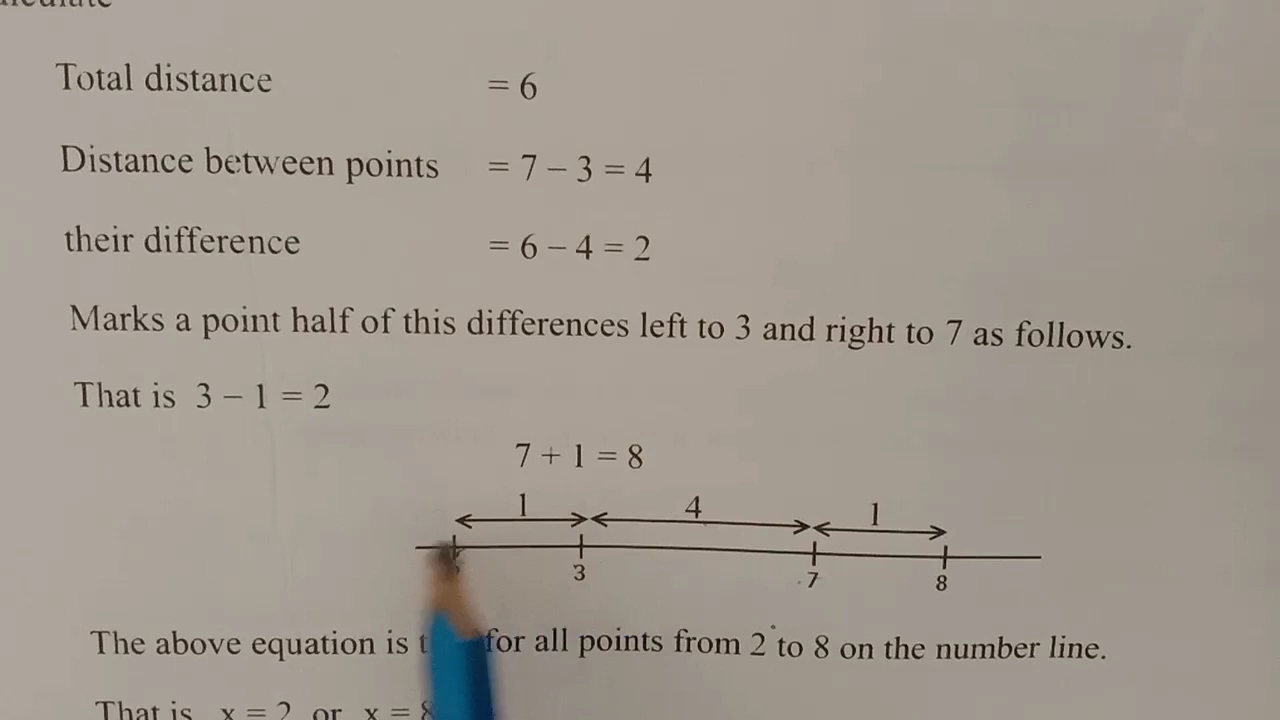 Total distance = 6
Distance between points = 7 – 3 = 4
their difference = 6 – 4 = 2
Marks a point half of this differences left to 3 and right to 7 as follows.
That is 3 – 1 = 2
7 + 1 = 8
1 4 1
3 7 8
The above equation is for all points from 2 to 8 on the number line.
That is x = 2 or x = 8